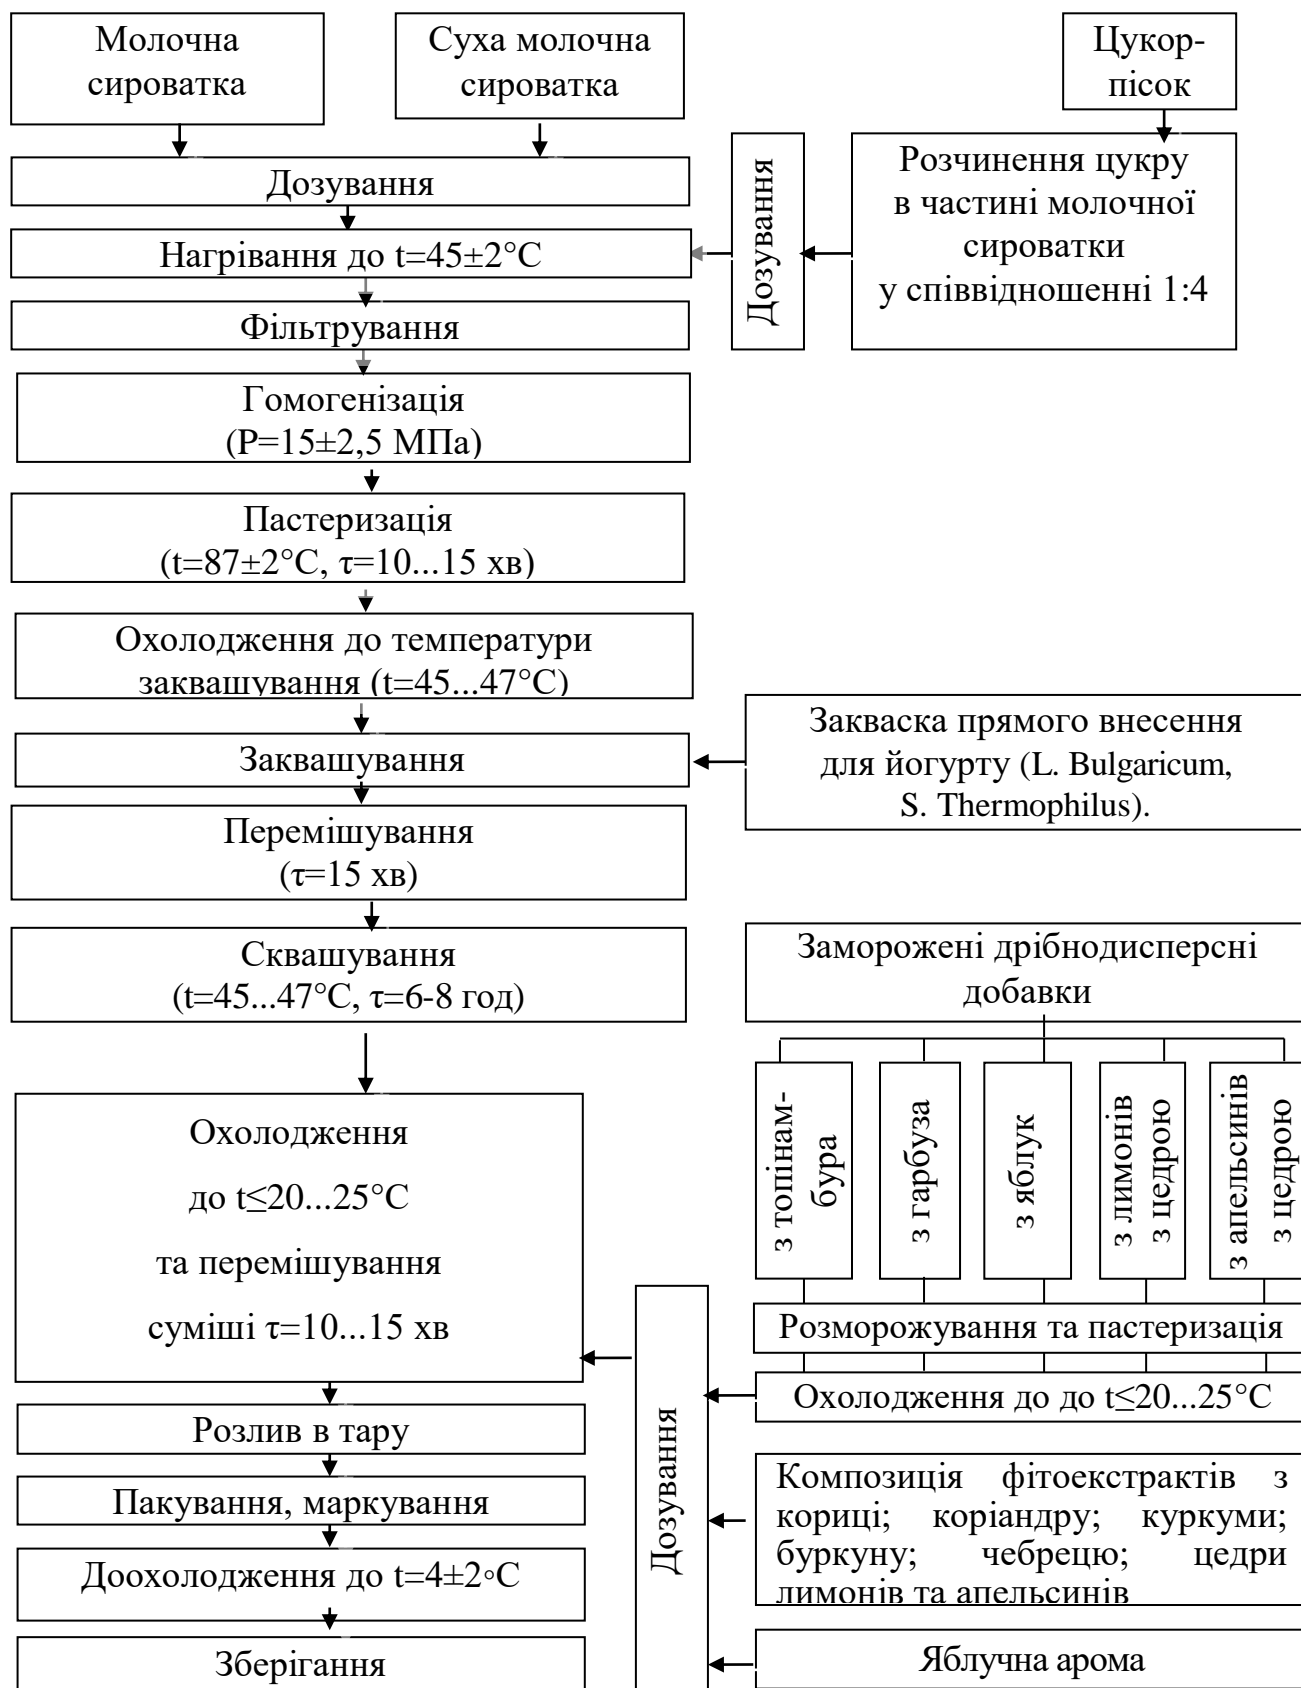 Молочна
сироватка
Суха молочна
сироватка
Цукор-
пісок
Дозування
Нагрівання до t=45±2°C
Дозування
Розчинення цукру
в частині молочної
сироватки
у співвідношенні 1:4
Фільтрування
Гомогенізація
(Р=15±2,5 МПа)
Пастеризація
(t=87±2°C, τ=10...15 хв)
Охолодження до температури
заквашування (t=45...47°C)
Заквашування
Закваска прямого внесення
для йогурту (L. Bulgaricum,
S. Thermophilus).
Перемішування
(τ=15 хв)
Сквашування
(t=45...47°C, τ=6-8 год)
Заморожені дрібнодисперсні
добавки
з топінам-
бура
з гарбуза
з яблук
з лимонів
з цедрою
з апельсинів
з цедрою
Розморожування та пастеризація
Охолодження до до t≤20...25°C
Охолодження
до t≤20...25°C
та перемішування
суміші τ=10...15 хв
Дозування
Композиція фітоекстрактів з
кориці; коріандру; куркуми;
буркуну; чебрецю; цедри
лимонів та апельсинів
Яблучна арома
Розлив в тару
Пакування, маркування
Доохолодження до t=4±2◦C
Зберігання